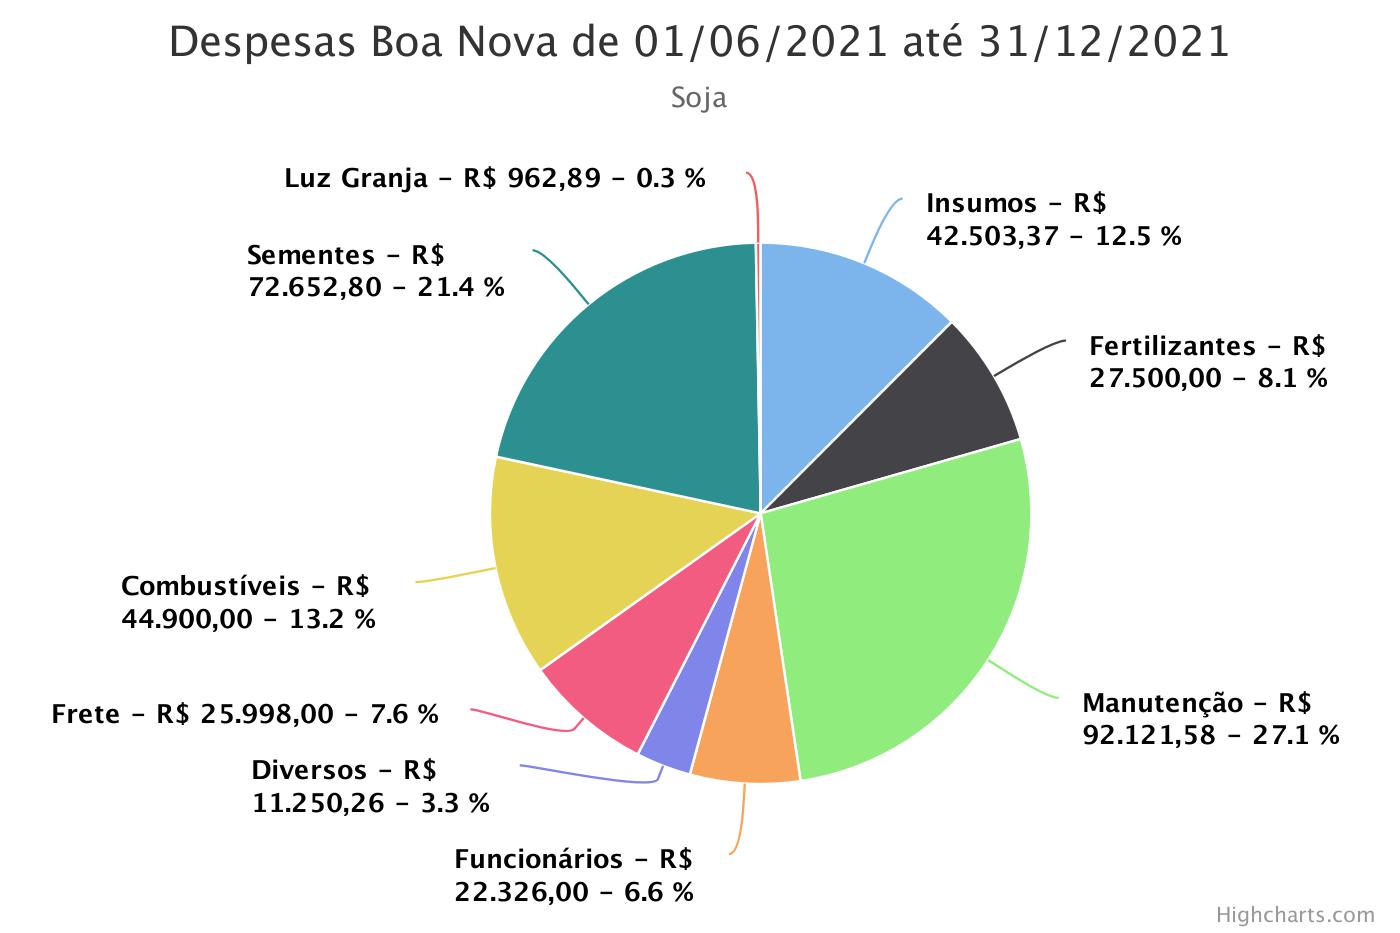 Despesas Boa Nova de 01/06/2021 até 31/12/2021
Soja
Luz Granja – R$ 962,89 – 0.3 %
Insumos – R$
42.503,37 – 12.5 %
Sementes – R$
72.652,80 – 21.4 %
Fertilizantes – R$
27.500,00 – 8.1 %
Combustíveis – R$
44.900,00 – 13.2 %
Manutenção – R$
92.121,58 – 27.1 %
Frete – R$ 25.998,00 – 7.6 %
Diversos – R$
11.250,26 – 3.3 %
Funcionários – R$
22.326,00 – 6.6 %
Highcharts.com